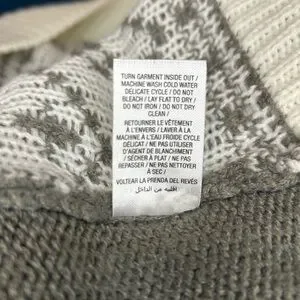 TURN GARMENT INSIDE OUT /
MACHINE WASH COLD WATER
DELICATE CYCLE / DO NOT
BLEACH / LAY FLAT TO DRY /
DO NOT IRON / DO NOT DRY
CLEAN /
RETOURNER LE VÊTEMENT
À L'ENVERS / LAVER À LA
MACHINE À L'EAU FROIDE CYCLE
DÉLICAT / NE PAS UTILISER
D'AGENT DE BLANCHIMENT
/ SÉCHER À PLAT / NE PAS
REPASSER / NE PAS NETTOYER
À SEC /
VOLTEAR LA PRENDA DEL REVÉS
اقلبه من الداخل /